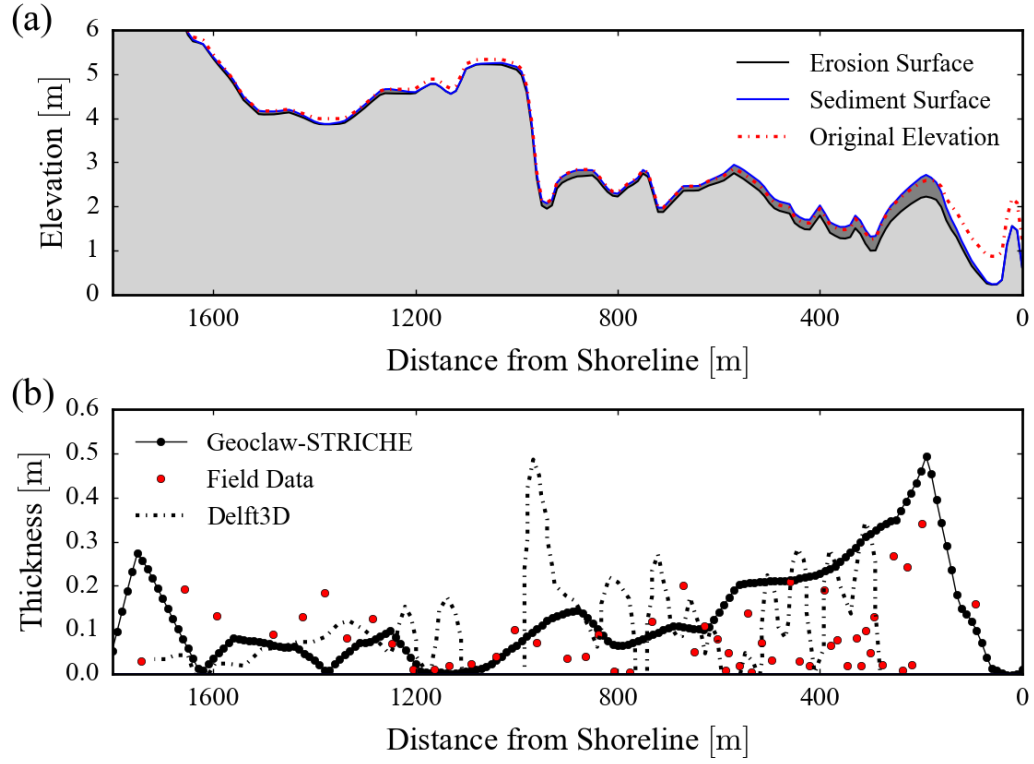 (a)
6
5
4
3
2
1
0
Elevation [m]
Erosion Surface
Sediment Surface
Original Elevation
1600
1200
800
400
0
Distance from Shoreline [m]
(b)
0.6
0.5
0.4
0.3
0.2
0.1
0.0
Thickness [m]
Geoclaw-STRICHE
Field Data
Delft3D
1600
1200
800
400
0
Distance from Shoreline [m]